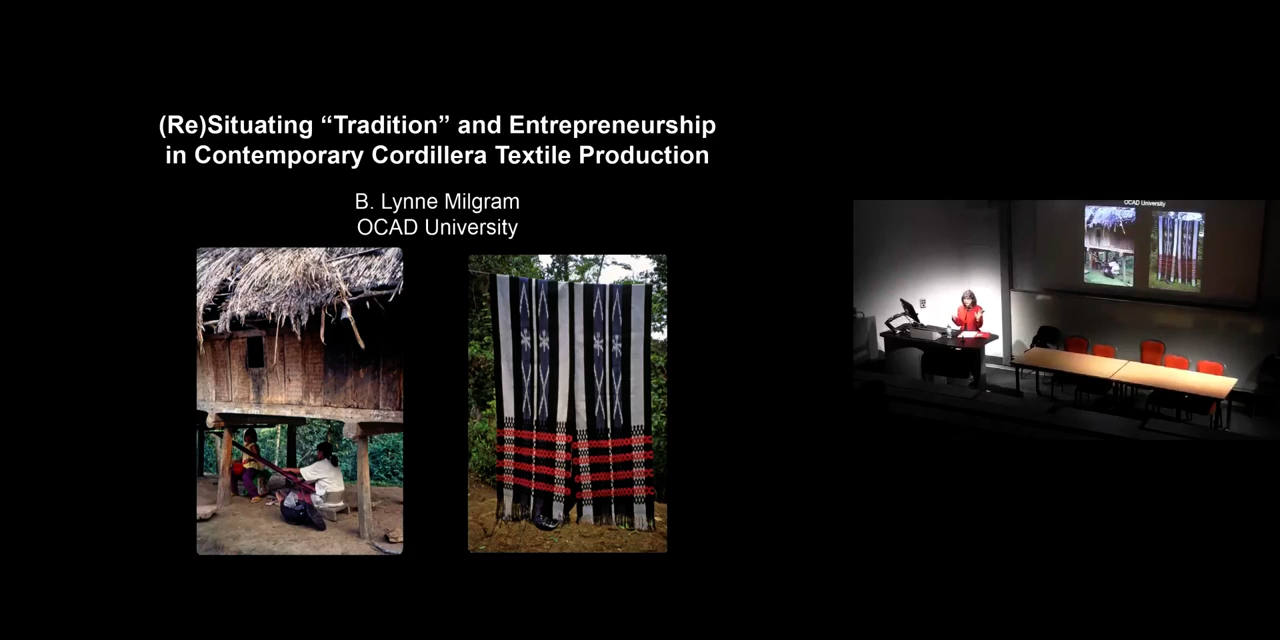 (Re)Situating “Tradition” and Entrepreneurship
in Contemporary Cordillera Textile Production
B. Lynne Milgram
OCAD University
OCAD University